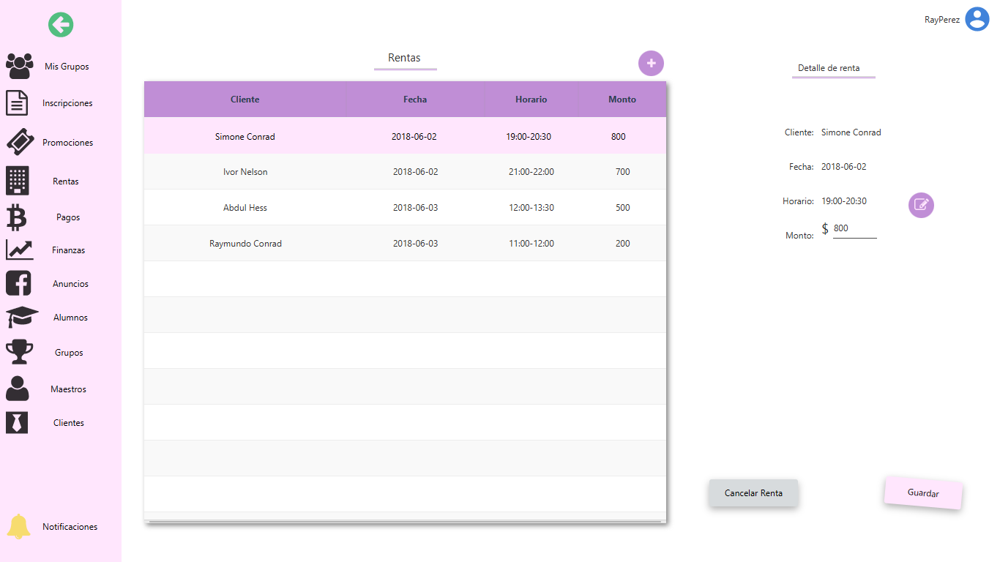 RayPerez
Mis Grupos
Inscripciones
Promociones
Rentas
Pagos
Finanzas
Anuncios
Alumnos
Grupos
Maestros
Clientes
Notificaciones
Rentas
Cliente Fecha Horario Monto
Simone Conrad 2018-06-02 19:00-20:30 800
Ivor Nelson 2018-06-02 21:00-22:00 700
Abdul Hess 2018-06-03 12:00-13:30 500
Raymundo Conrad 2018-06-03 11:00-12:00 200
Detalle de renta
Cliente: Simone Conrad
Fecha: 2018-06-02
Horario: 19:00-20:30
Monto: $ 800
Cancelar Renta
Guardar